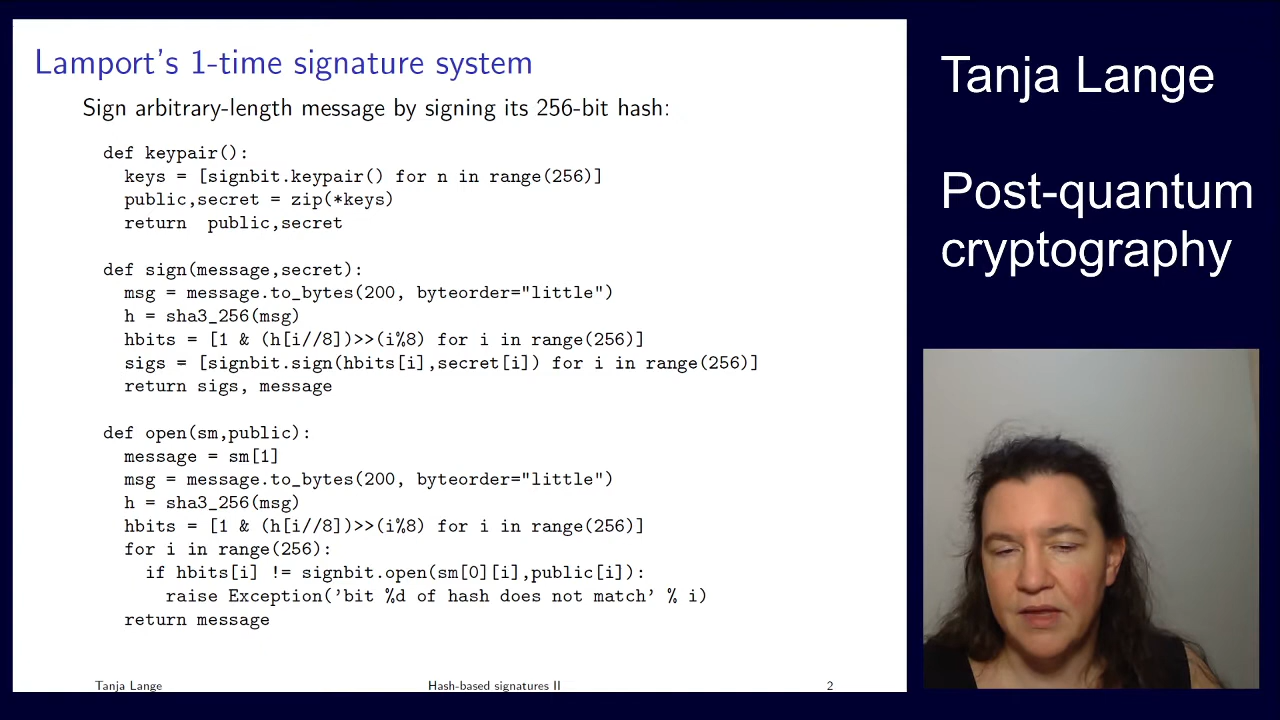 Lamport's 1-time signature system
Sign arbitrary-length message by signing its 256-bit hash:
def keypair():
  keys = [signbit.keypair() for n in range(256)]
  public,secret = zip(*keys)
  return  public,secret
def sign(message,secret):
  msg = message.to_bytes(200, byteorder="little")
  h = sha3_256(msg)
  hbits = [1 & (h[i//8])>>(i%8) for i in range(256)]
  sigs = [signbit.sign(hbits[i],secret[i]) for i in range(256)]
  return sigs, message
def open(sm,public):
  message = sm[1]
  msg = message.to_bytes(200, byteorder="little")
  h = sha3_256(msg)
  hbits = [1 & (h[i//8])>>(i%8) for i in range(256)]
  for i in range(256):
    if hbits[i] != signbit.open(sm[0][i],public[i]):
      raise Exception('bit %d of hash does not match' % i)
  return message
Tanja Lange Hash-based signatures II 2
Tanja Lange
Post-quantum
cryptography